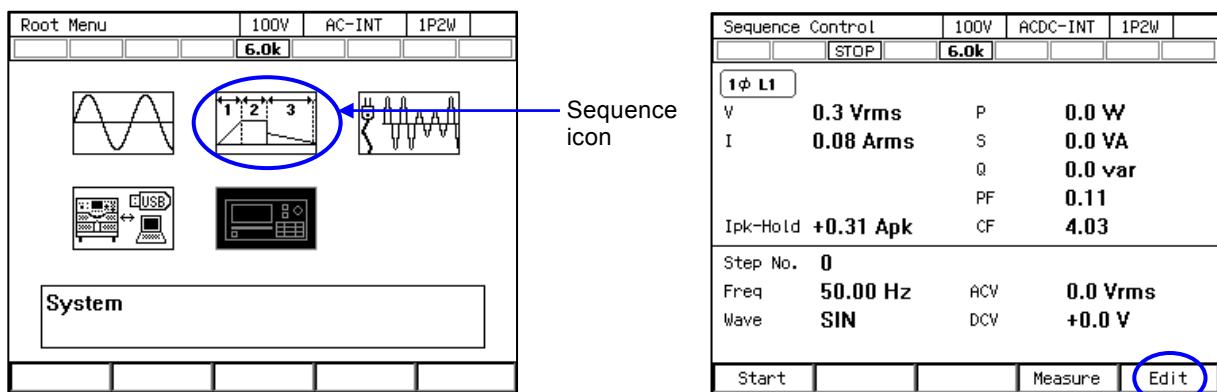 Root Menu 100V AC-INT 1P2W
6.0k
1 2 3
USB
System
Sequence
icon
Sequence Control 100V ACDC-INT 1P2W
STOP 6.0k
1ϕ L1
V 0.3 Vrms P 0.0 W
I 0.08 Arms S 0.0 VA
Q 0.0 var
PF 0.11
Ipk-Hold +0.31 Apk CF 4.03
Step No. 0
Freq 50.00 Hz ACV 0.0 Vrms
Wave SIN DCV +0.0 V
Start Measure Edit